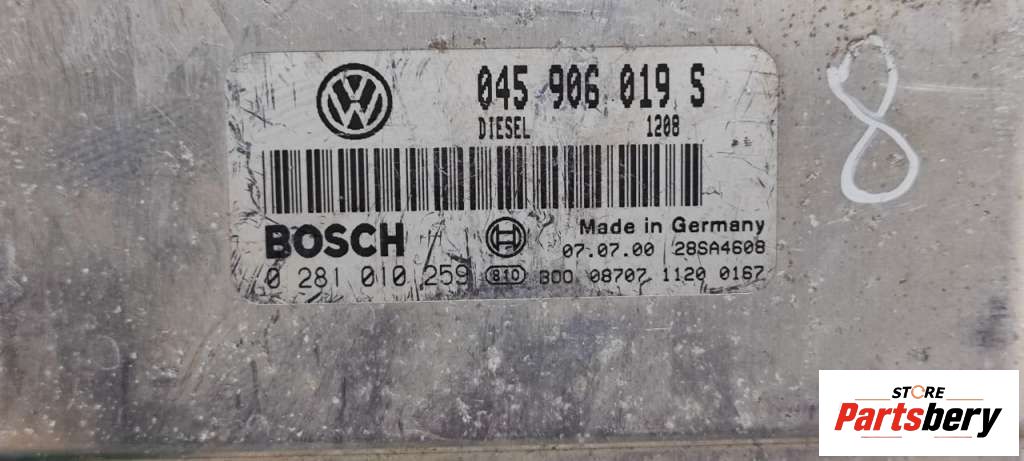 045 906 019 S
DIESEL 1208
BOSCH
Made in Germany
07.07.00 28SA4608
0 281 010 259 810 B00 08707 1120 0167
8
STORE
Partsbery